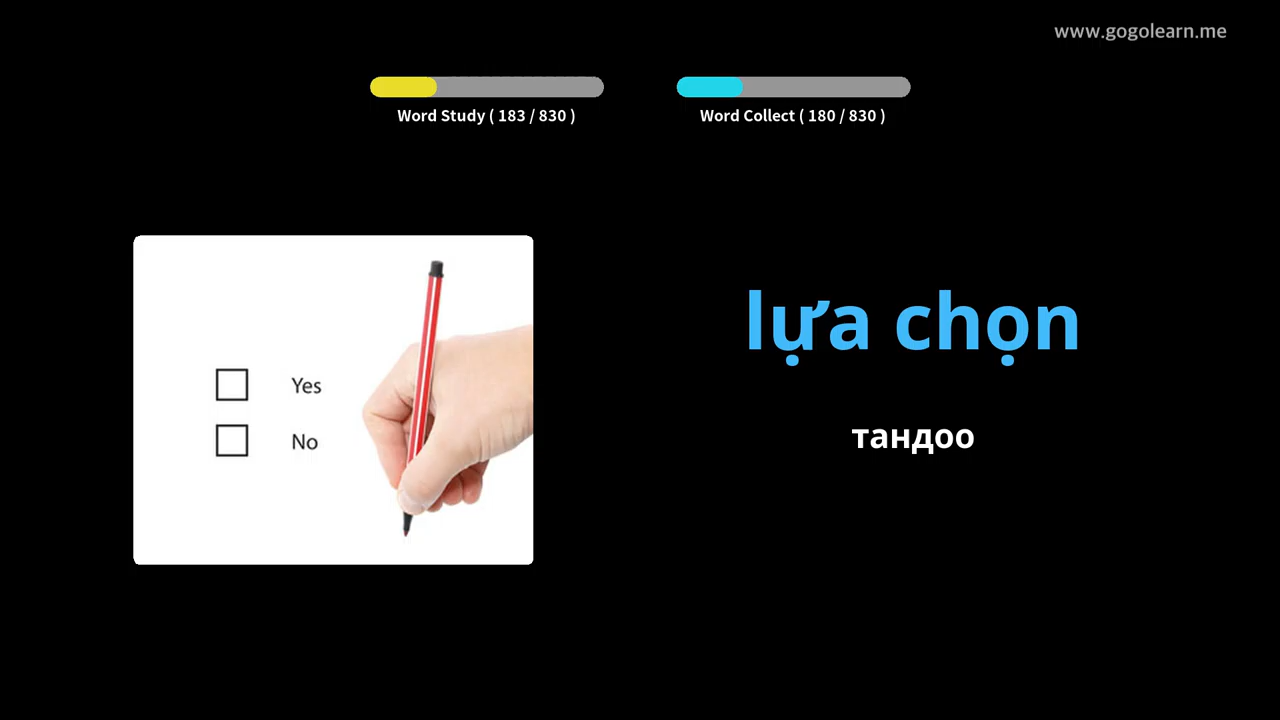 www.gogolearn.me
Word Study ( 183 / 830 )
Word Collect ( 180 / 830 )
Yes
No
lựa chọn
тандоо